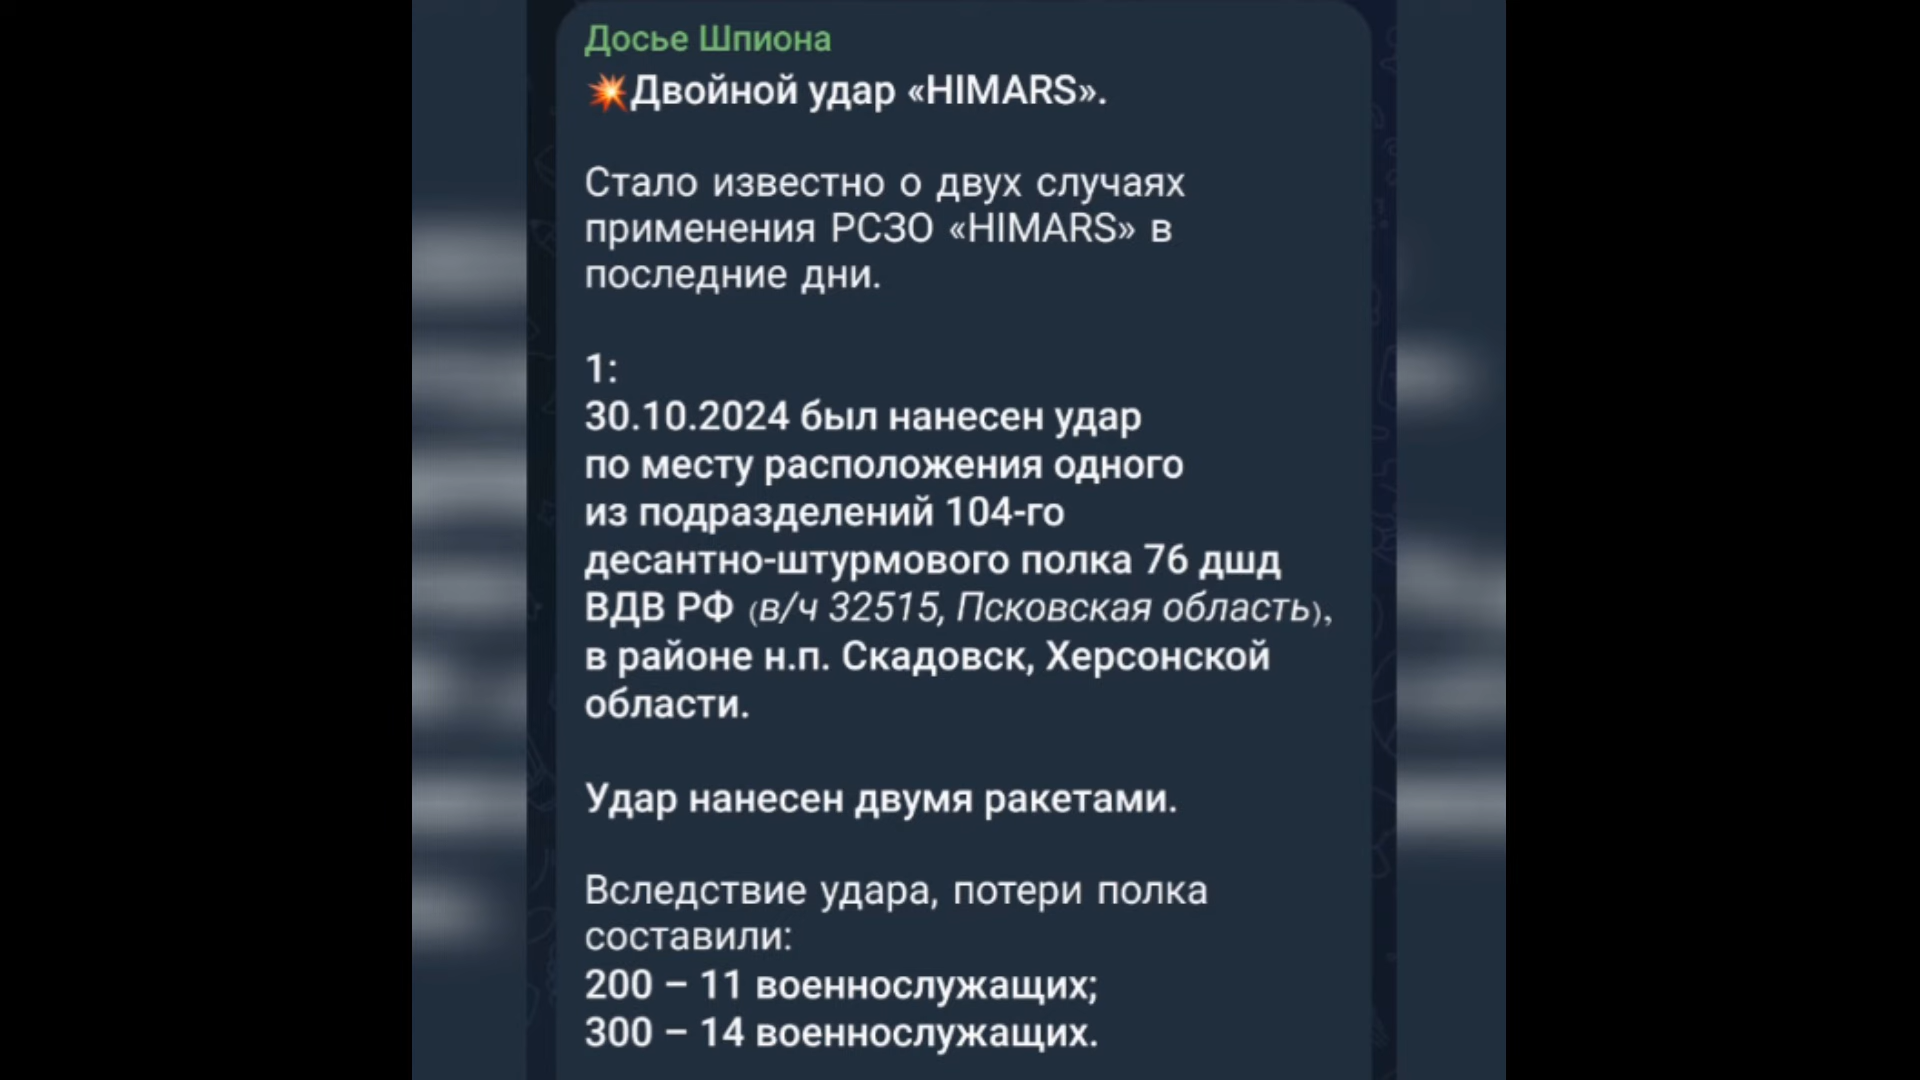 Досье Шпиона
💥Двойной удар «HIMARS».
Стало известно о двух случаях
применения РСЗО «HIMARS» в
последние дни.
1:
30.10.2024 был нанесен удар
по месту расположения одного
из подразделений 104-го
десантно-штурмового полка 76 дшд
ВДВ РФ (в/ч 32515, Псковская область),
в районе н.п. Скадовск, Херсонской
области.
Удар нанесен двумя ракетами.
Вследствие удара, потери полка
составили:
200 – 11 военнослужащих;
300 – 14 военнослужащих.